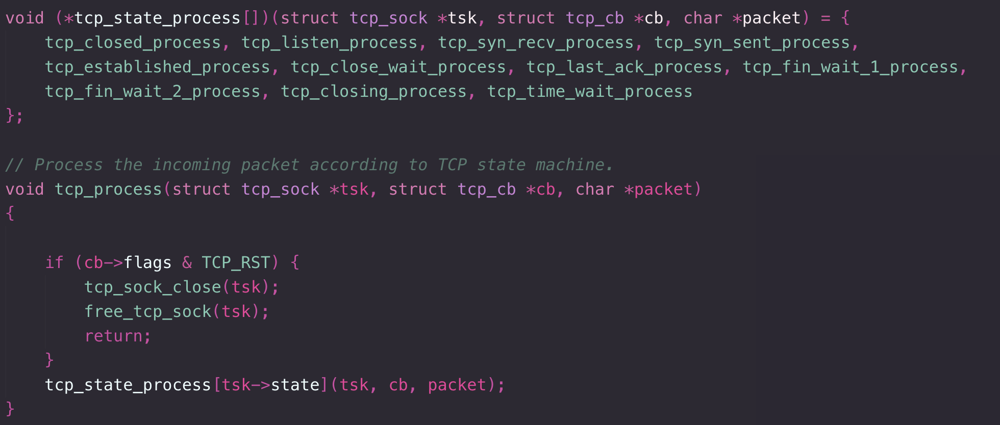 void (*tcp_state_process[])(struct tcp_sock *tsk, struct tcp_cb *cb, char *packet) = {
    tcp_closed_process, tcp_listen_process, tcp_syn_recv_process, tcp_syn_sent_process,
    tcp_established_process, tcp_close_wait_process, tcp_last_ack_process, tcp_fin_wait_1_process,
    tcp_fin_wait_2_process, tcp_closing_process, tcp_time_wait_process
};

// Process the incoming packet according to TCP state machine.
void tcp_process(struct tcp_sock *tsk, struct tcp_cb *cb, char *packet)
{

    if (cb->flags & TCP_RST) {
        tcp_sock_close(tsk);
        free_tcp_sock(tsk);
        return;
    }
    tcp_state_process[tsk->state](tsk, cb, packet);
}